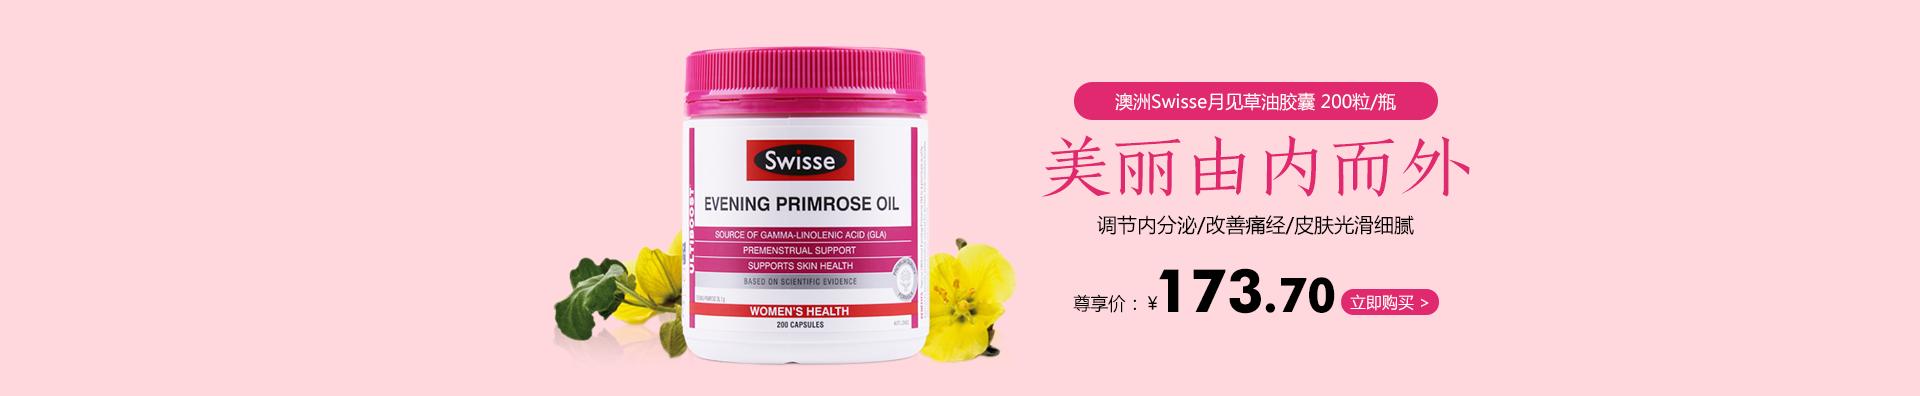 Swisse
EVENING PRIMROSE OIL
SOURCE OF GAMMA-LINOLENIC ACID (GLA)
PREMENSTRUAL SUPPORT
SUPPORTS SKIN HEALTH
BASED ON SCIENTIFIC EVIDENCE
WOMEN'S HEALTH
200 CAPSULES
ULTIBOOST
澳洲Swisse月见草油胶囊 200粒/瓶
美丽由内而外
调节内分泌/改善痛经/皮肤光滑细腻
尊享价：¥173.70 立即购买 >